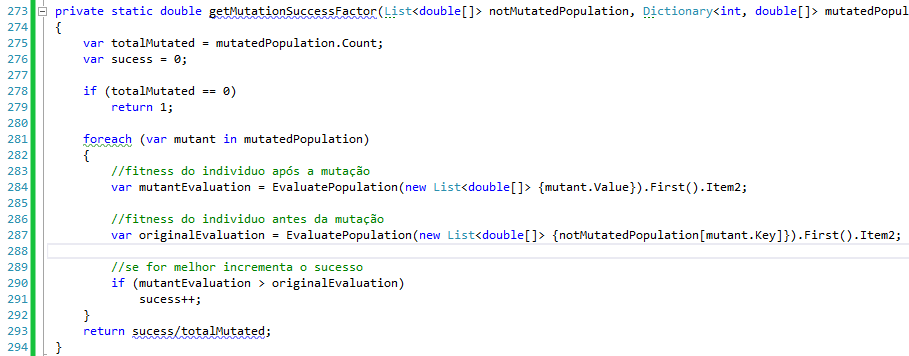 273 private static double getMutationSuccessFactor(List<double[]> notMutatedPopulation, Dictionary<int, double[]> mutatedPopul
274 {
275 var totalMutated = mutatedPopulation.Count;
276 var sucess = 0;
277
278 if (totalMutated == 0)
279 return 1;
280
281 foreach (var mutant in mutatedPopulation)
282 {
283 //fitness do individuo após a mutação
284 var mutantEvaluation = EvaluatePopulation(new List<double[]> {mutant.Value}).First().Item2;
285
286 //fitness do individuo antes da mutação
287 var originalEvaluation = EvaluatePopulation(new List<double[]> {notMutatedPopulation[mutant.Key]}).First().Item2;
288
289 //se for melhor incrementa o sucesso
290 if (mutantEvaluation > originalEvaluation)
291 sucess++;
292 }
293 return sucess/totalMutated;
294 }